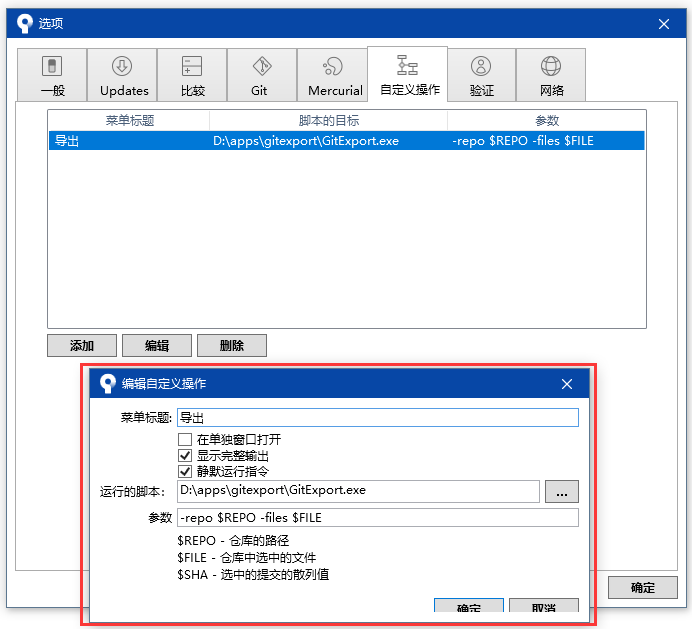 选项
一般 Updates 比较 Git Mercurial 自定义操作 验证 网络
菜单标题 脚本的目标 参数
导出 D:\apps\gitexport\GitExport.exe -repo $REPO -files $FILE
添加 编辑 删除
编辑自定义操作
菜单标题: 导出
在单独窗口打开
显示完整输出
静默运行指令
运行的脚本: D:\apps\gitexport\GitExport.exe ...
参数 -repo $REPO -files $FILE
$REPO - 仓库的路径
$FILE - 仓库中选中的文件
$SHA - 选中的提交的散列值
确定 取消
确定